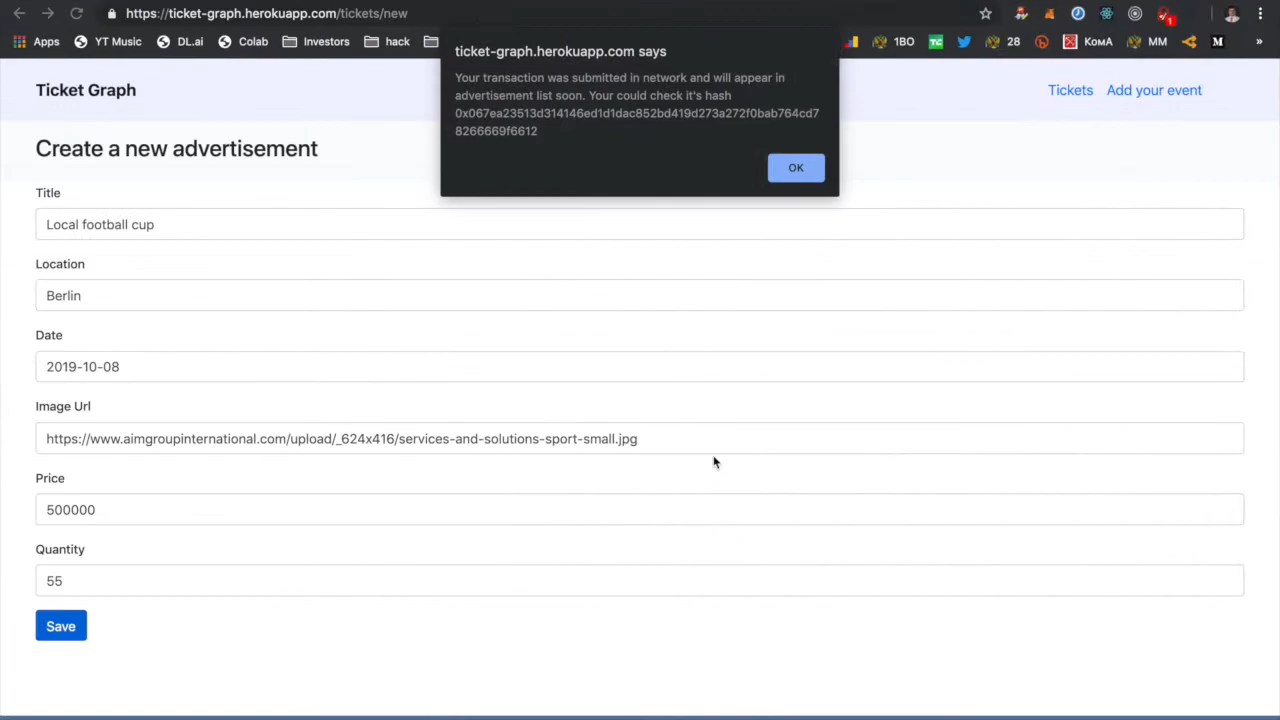 https://ticket-graph.herokuapp.com/tickets/new
1
Apps YT Music DL.ai Colab Investors hack 1BO 28 КомА MM »
ticket-graph.herokuapp.com says
Your transaction was submitted in network and will appear in
advertisement list soon. Your could check it's hash
0x067ea23513d314146ed1d1dac852bd419d273a272f0bab764cd7
8266669f6612
OK
Ticket Graph
Tickets Add your event
Create a new advertisement
Title
Local football cup
Location
Berlin
Date
2019-10-08
Image Url
https://www.aimgroupinternational.com/upload/_624x416/services-and-solutions-sport-small.jpg
Price
500000
Quantity
55
Save